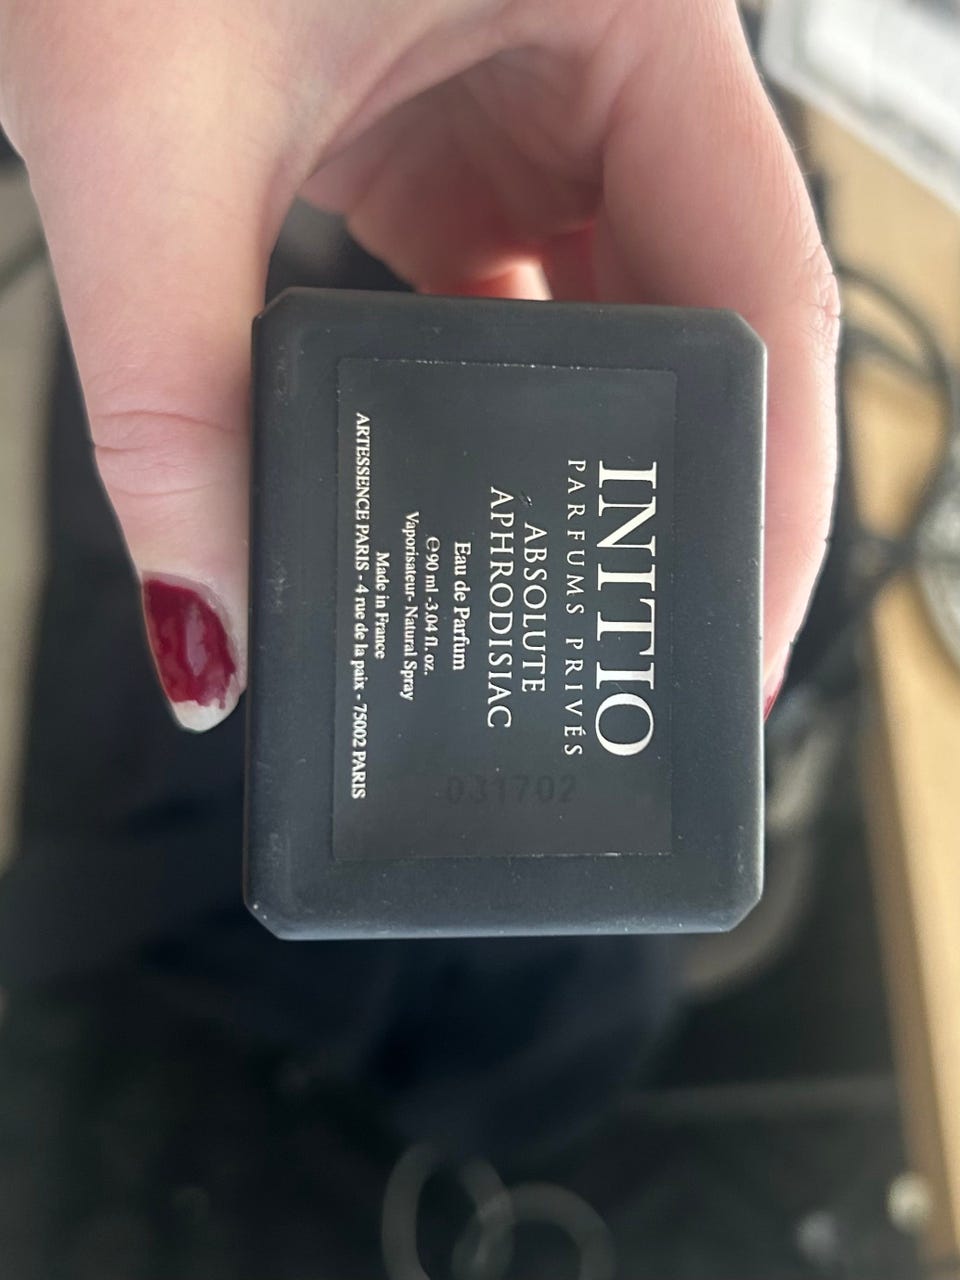 INITIO
PARFUMS PRIVÉS
ABSOLUTE
APHRODISIAC
Eau de Parfum
℮ 90 ml - 3.04 fl. oz.
Vaporisateur- Natural Spray
Made in France
ARTESSENCE PARIS - 4 rue de la paix - 75002 PARIS
031702